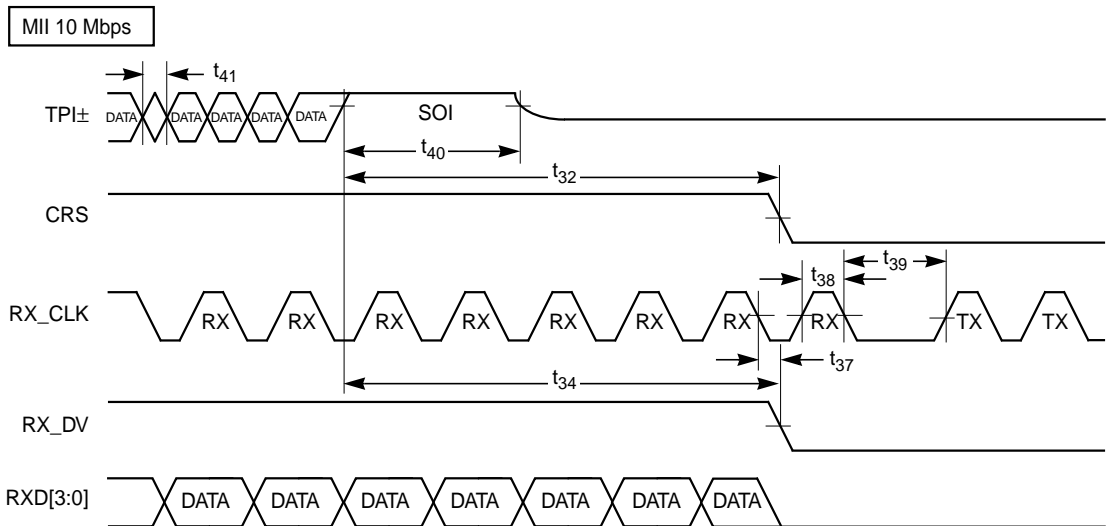 MII 10 Mbps
t41
TPI± DATA DATA DATA DATA DATA SOI
t40
t32
CRS
t38 t39
RX_CLK RX RX RX RX RX RX RX RX TX TX
t37
t34
RX_DV
RXD[3:0] DATA DATA DATA DATA DATA DATA DATA